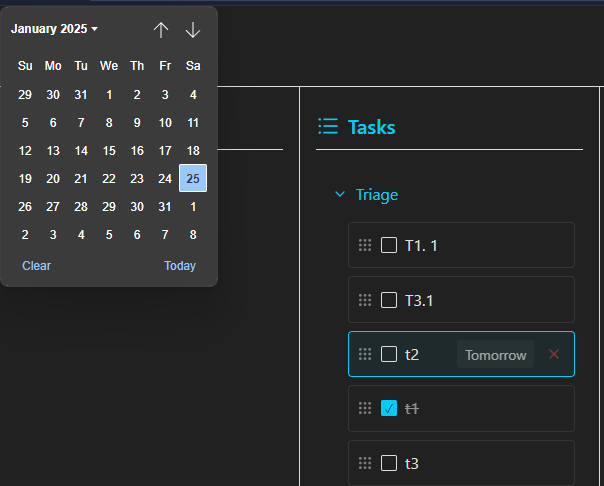 January 2025
Su Mo Tu We Th Fr Sa
29 30 31 1 2 3 4
5 6 7 8 9 10 11
12 13 14 15 16 17 18
19 20 21 22 23 24 25
26 27 28 29 30 31 1
2 3 4 5 6 7 8
Clear Today
Tasks
Triage
T1. 1
T3.1
t2 Tomorrow
t1
t3